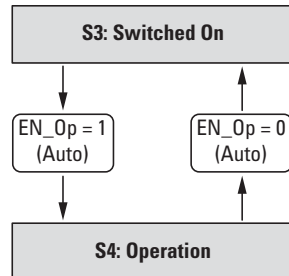 S3: Switched On
EN_Op = 1
(Auto)
EN_Op = 0
(Auto)
S4: Operation